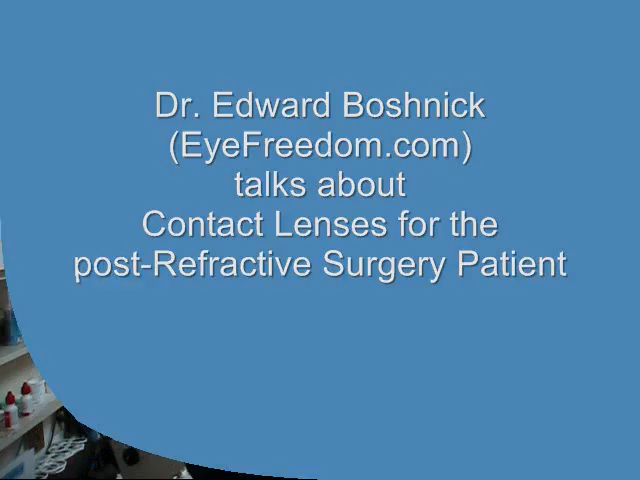 Dr. Edward Boshnick
(EyeFreedom.com)
talks about
Contact Lenses for the
post-Refractive Surgery Patient